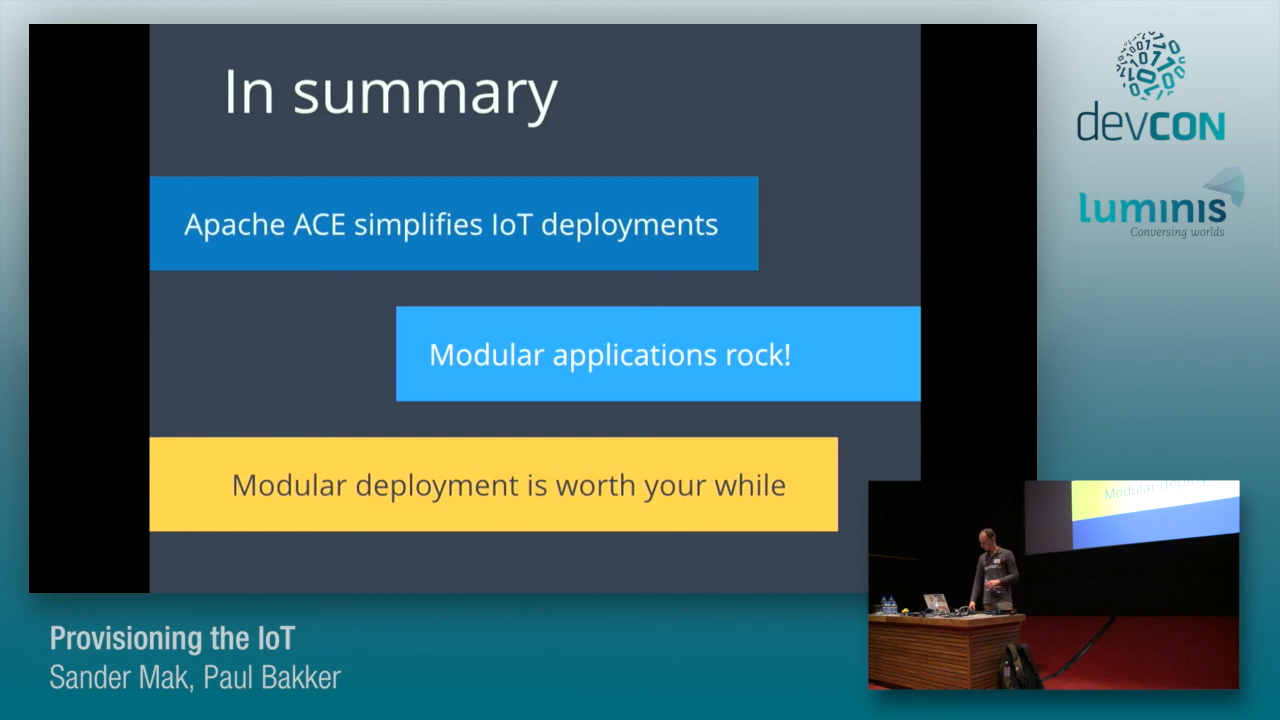 In summary
Apache ACE simplifies IoT deployments
Modular applications rock!
Modular deployment is worth your while
devCON
luminis
Conversing worlds
Modular
Provisioning the IoT
Sander Mak, Paul Bakker